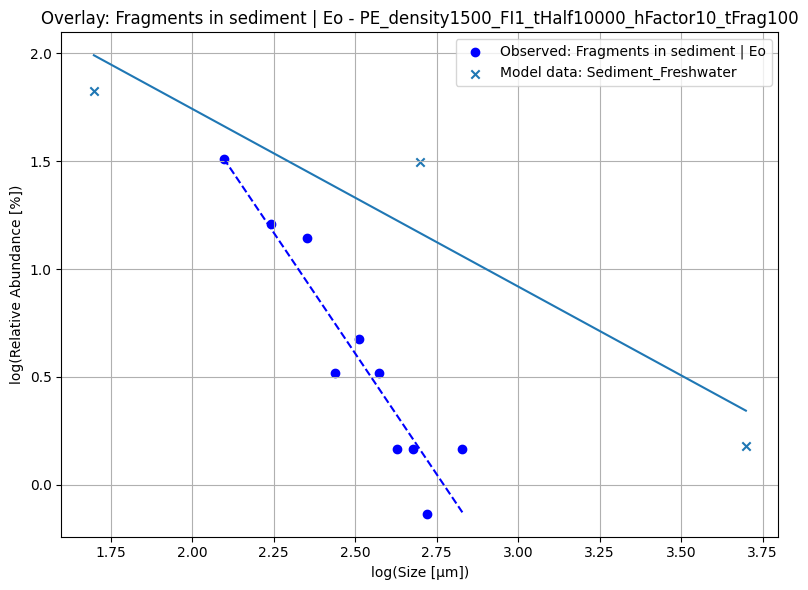 Overlay: Fragments in sediment | Eo - PE_density1500_FI1_tHalf10000_hFactor10_tFrag100
Observed: Fragments in sediment | Eo
Model data: Sediment_Freshwater
log(Relative Abundance [%])
2.0
1.5
1.0
0.5
0.0
1.75 2.00 2.25 2.50 2.75 3.00 3.25 3.50 3.75
log(Size [µm])